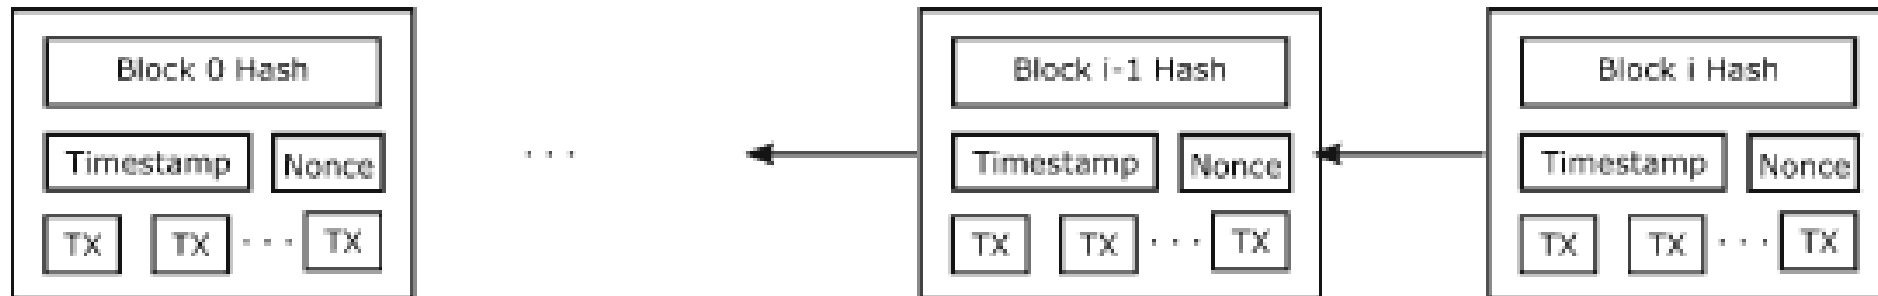 Block 0 Hash
Timestamp Nonce
TX TX ... TX
...
Block i-1 Hash
Timestamp Nonce
TX TX ... TX
Block i Hash
Timestamp Nonce
TX TX ... TX